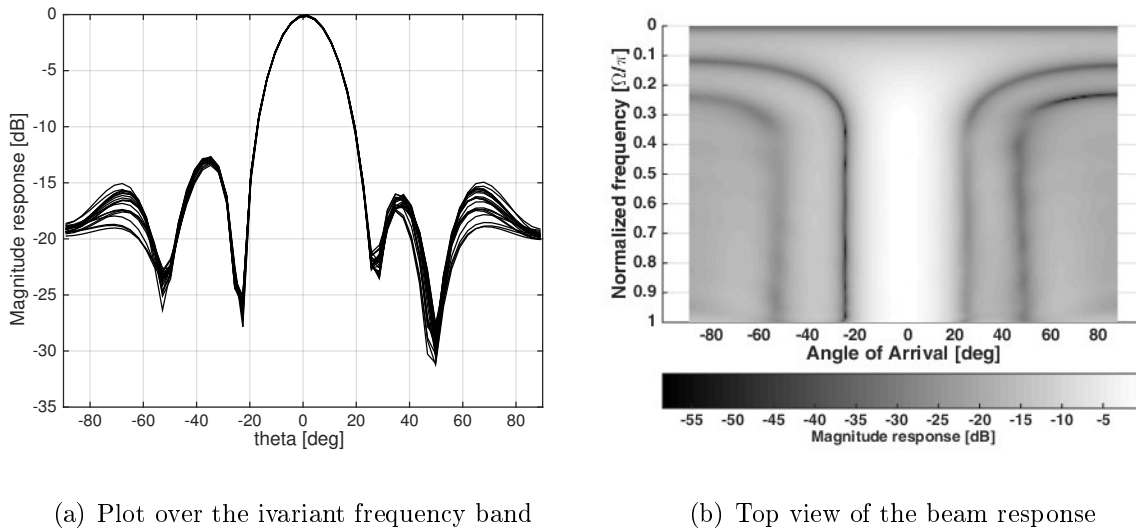 0
-5
-10
-15
-20
-25
-30
-35
Magnitude response [dB]
-80 -60 -40 -20 0 20 40 60 80
theta [deg]
0
0.1
0.2
0.3
0.4
0.5
0.6
0.7
0.8
0.9
1
Normalized frequency [Ω/π]
-80 -60 -40 -20 0 20 40 60 80
Angle of Arrival [deg]
-55 -50 -45 -40 -35 -30 -25 -20 -15 -10 -5
Magnitude response [dB]
(a) Plot over the ivariant frequency band
(b) Top view of the beam response